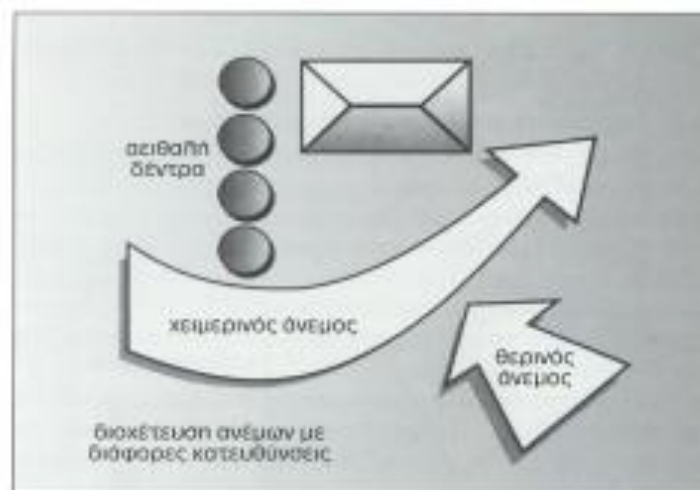 αειθαλή
δέντρα
χειμερινός άνεμος
θερινός
άνεμος
διοχέτευση ανέμων με
διάφορες κατευθύνσεις